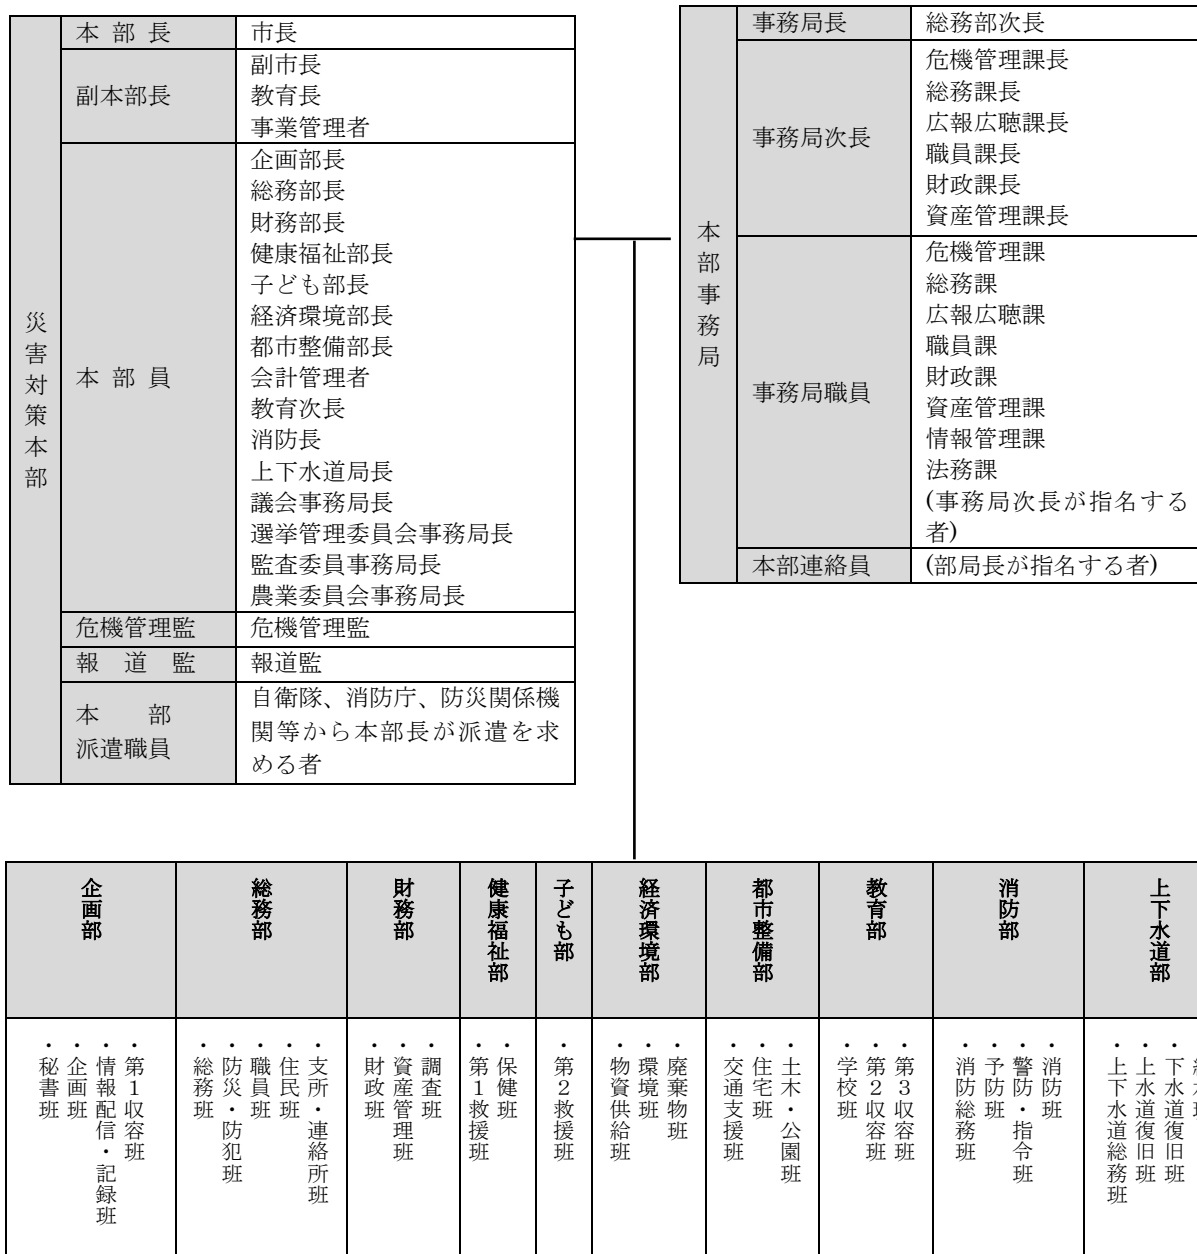 災害対策本部
本部長
市長
副本部長
副市長
教育長
事業管理者
本部員
企画部長
総務部長
財務部長
健康福祉部長
子ども部長
経済環境部長
都市整備部長
会計管理者
教育次長
消防長
上下水道局長
議会事務局長
選挙管理委員会事務局長
監査委員事務局長
農業委員会事務局長
危機管理監
危機管理監
報道監
報道監
本部
派遣職員
自衛隊、消防庁、防災関係機
関等から本部長が派遣を求
める者
本部事務局
事務局長
総務部次長
事務局次長
危機管理課長
総務課長
広報広聴課長
職員課長
財政課長
資産管理課長
事務局職員
危機管理課
総務課
広報広聴課
職員課
財政課
資産管理課
情報管理課
法務課
(事務局次長が指名する
者)
本部連絡員
(部局長が指名する者)
企画部
・第1収容班
・情報配信・記録班
・企画班
・秘書班
総務部
・支所・連絡所班
・住民班
・職員班
・防災・防犯班
・総務班
財務部
・調査班
・資産管理班
・財政班
健康福祉部
・保健班
・第1救援班
子ども部
・第2救援班
経済環境部
・廃棄物班
・環境班
・物資供給班
都市整備部
・土木・公園班
・住宅班
・交通支援班
教育部
・第3収容班
・第2収容班
・学校班
消防部
・消防班
・警防・指令班
・予防班
・消防総務班
上下水道部
・下水道復旧班
・上水道復旧班
・上下水道総務班